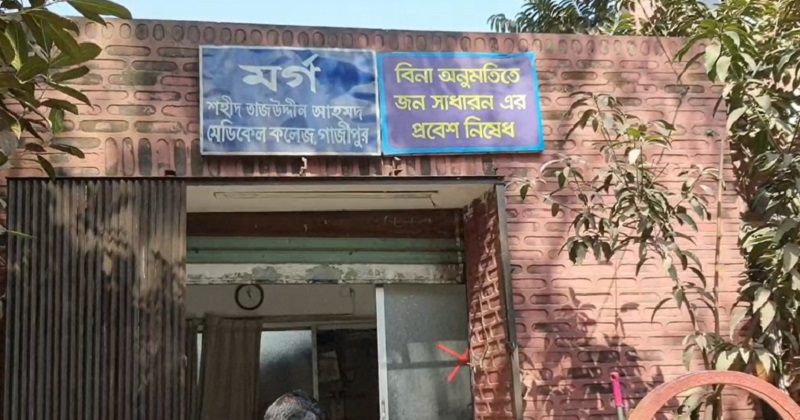 মর্গ
শহীদ তাজউদ্দীন আহমদ
মেডিকেল কলেজ, গাজীপুর
বিনা অনুমতিতে
জন সাধারন এর
প্রবেশ নিষেধ